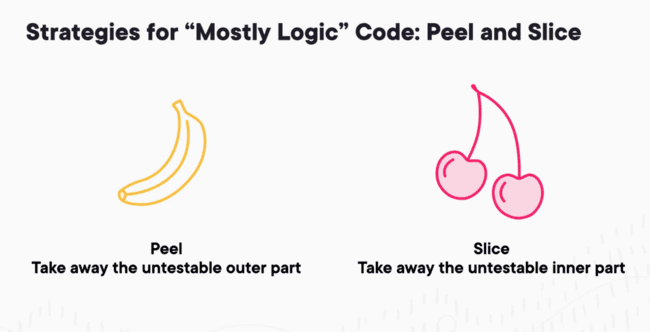 Strategies for “Mostly Logic” Code: Peel and Slice
Peel
Take away the untestable outer part
Slice
Take away the untestable inner part